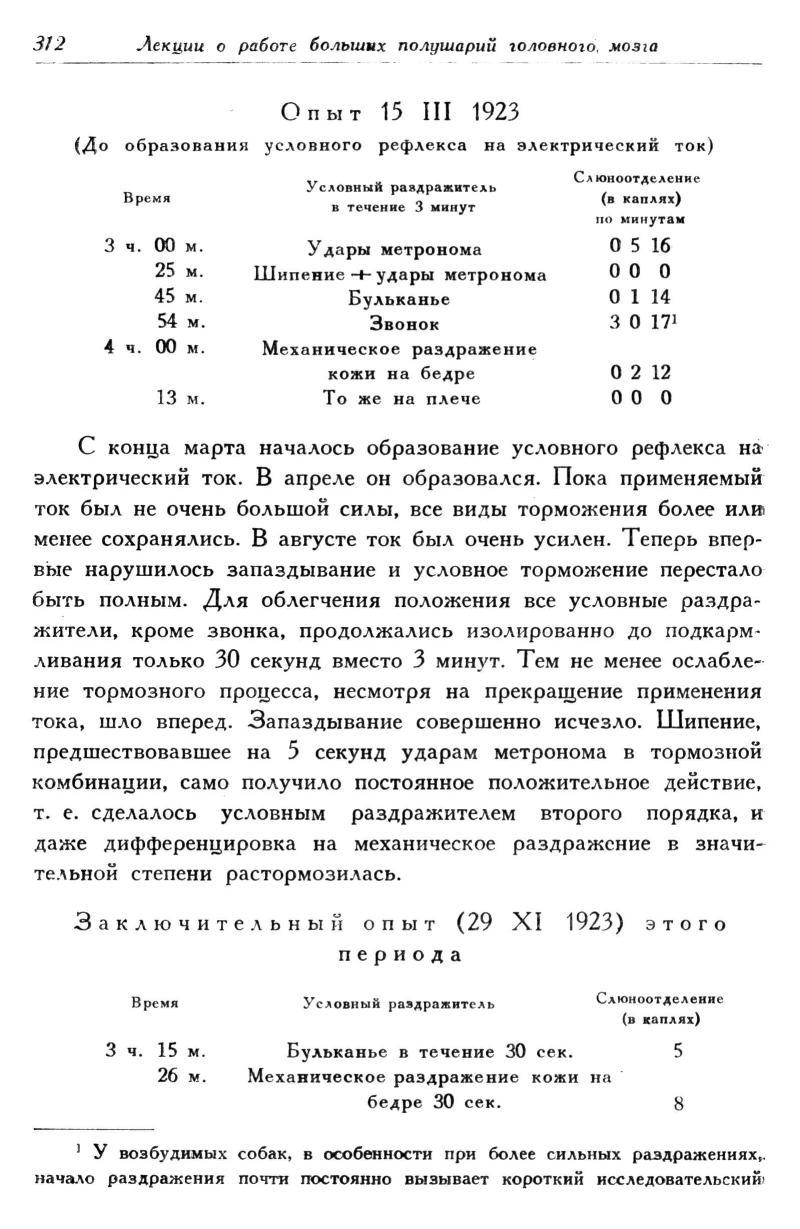 312 Лекции о работе больших полушарий головного, мозга
Опыт 15 III 1923
(До образования условного рефлекса на электрический ток)
Время Условный раздражитель в течение 3 минут Слюноотделение (в каплях) по минутам
3 ч. 00 м. Удары метронома 0 5 16
25 м. Шипение + удары метронома 0 0 0
45 м. Бульканье 0 1 14
54 м. Звонок 3 0 17¹
4 ч. 00 м. Механическое раздражение
кожи на бедре 0 2 12
13 м. То же на плече 0 0 0
С конца марта началось образование условного рефлекса на
электрический ток. В апреле он образовался. Пока применяемый
ток был не очень большой силы, все виды торможения более или
менее сохранялись. В августе ток был очень усилен. Теперь впер-
вые нарушилось запаздывание и условное торможение перестало
быть полным. Для облегчения положения все условные раздра-
жители, кроме звонка, продолжались изолированно до подкарм-
ливания только 30 секунд вместо 3 минут. Тем не менее ослабле-
ние тормозного процесса, несмотря на прекращение применения
тока, шло вперед. Запаздывание совершенно исчезло. Шипение,
предшествовавшее на 5 секунд ударам метронома в тормозной
комбинации, само получило постоянное положительное действие,
т. е. сделалось условным раздражителем второго порядка, и
даже дифференцировка на механическое раздражение в значи-
тельной степени растормозилась.
Заключительный опыт (29 XI 1923) этого
периода
Время Условный раздражитель Слюноотделение (в каплях)
3 ч. 15 м. Бульканье в течение 30 сек. 5
26 м. Механическое раздражение кожи на
бедре 30 сек. 8
¹ У возбудимых собак, в особенности при более сильных раздражениях,
начало раздражения почти постоянно вызывает короткий исследовательский